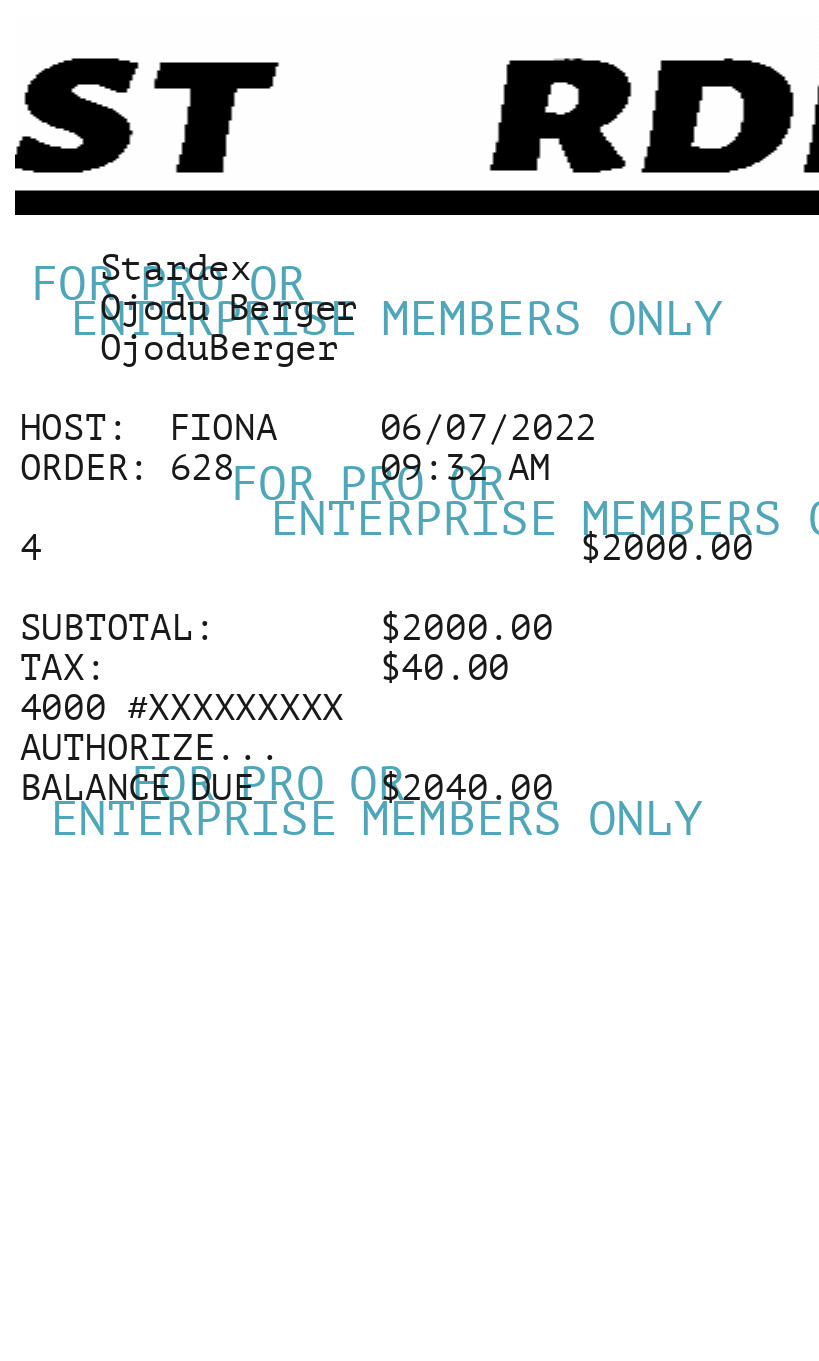 ST RD
Stardex
FOR PRO OR
Ojodu Berger
ENTERPRISE MEMBERS ONLY
OjoduBerger
HOST: FIONA 06/07/2022
ORDER: 628 09:32 AM
FOR PRO OR
ENTERPRISE MEMBERS O
4 $2000.00
SUBTOTAL: $2000.00
TAX: $40.00
4000 #XXXXXXXXX
AUTHORIZE...
BALANCE DUE $2040.00
FOR PRO OR
ENTERPRISE MEMBERS ONLY